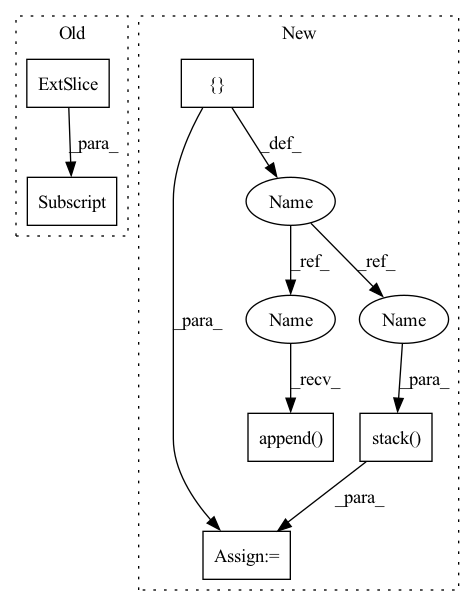 Old
New
ExtSlice
{}
_para_
_def_
Subscript
Name
_ref_
_ref_
_para_
Name
Name
_recv_
_para_
append()
stack()
_para_
Assign:=